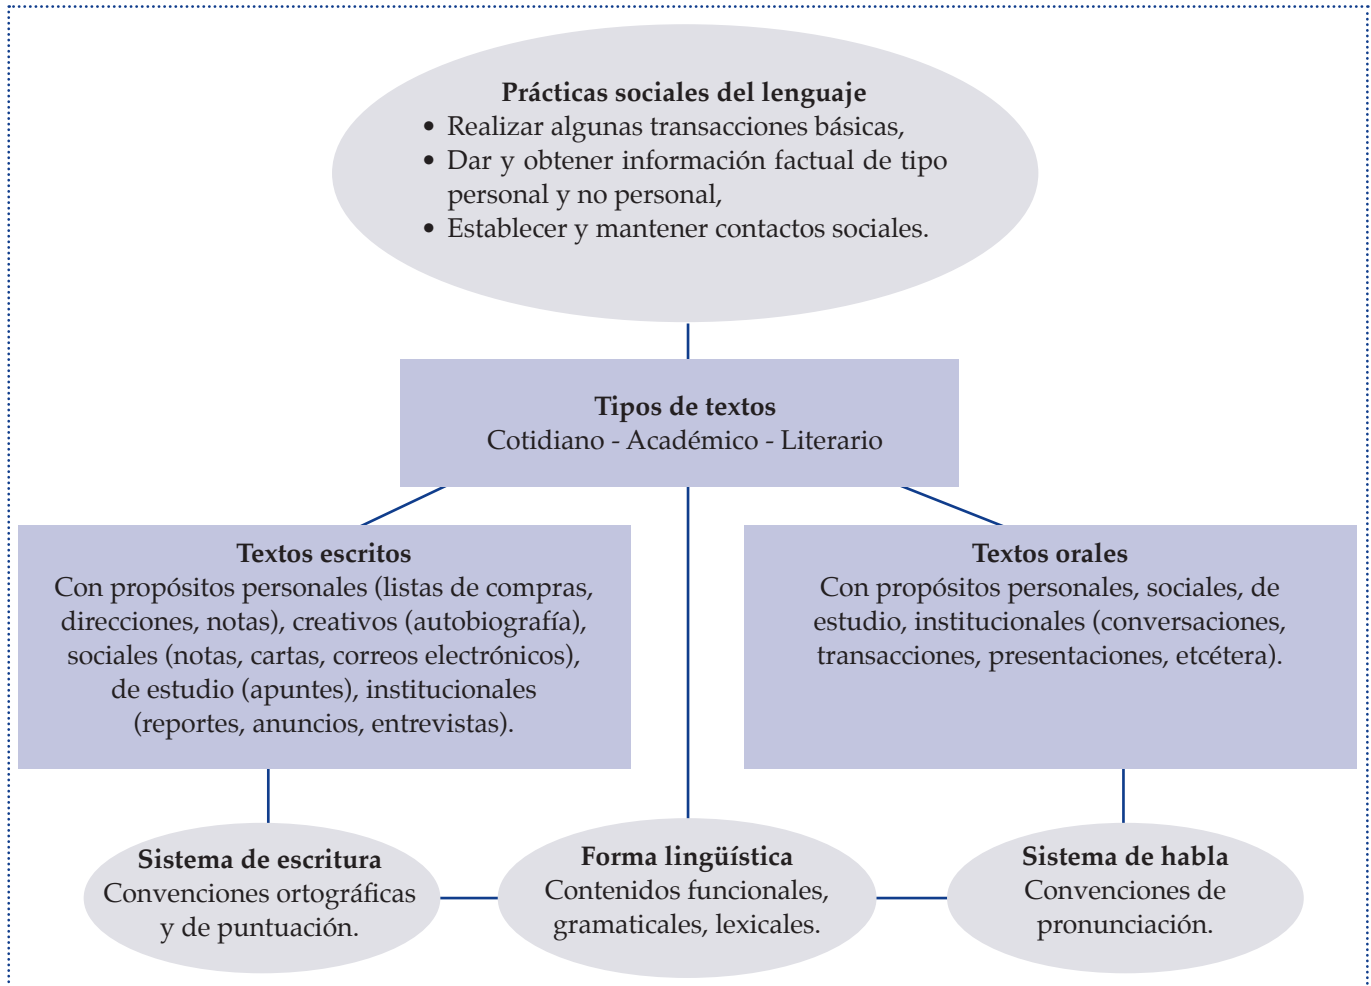 Prácticas sociales del lenguaje
• Realizar algunas transacciones básicas,
• Dar y obtener información factual de tipo
personal y no personal,
• Establecer y mantener contactos sociales.
Tipos de textos
Cotidiano - Académico - Literario
Textos escritos
Con propósitos personales (listas de compras,
direcciones, notas), creativos (autobiografía),
sociales (notas, cartas, correos electrónicos),
de estudio (apuntes), institucionales
(reportes, anuncios, entrevistas).
Textos orales
Con propósitos personales, sociales, de
estudio, institucionales (conversaciones,
transacciones, presentaciones, etcétera).
Sistema de escritura
Convenciones ortográficas
y de puntuación.
Forma lingüística
Contenidos funcionales,
gramaticales, lexicales.
Sistema de habla
Convenciones de
pronunciación.